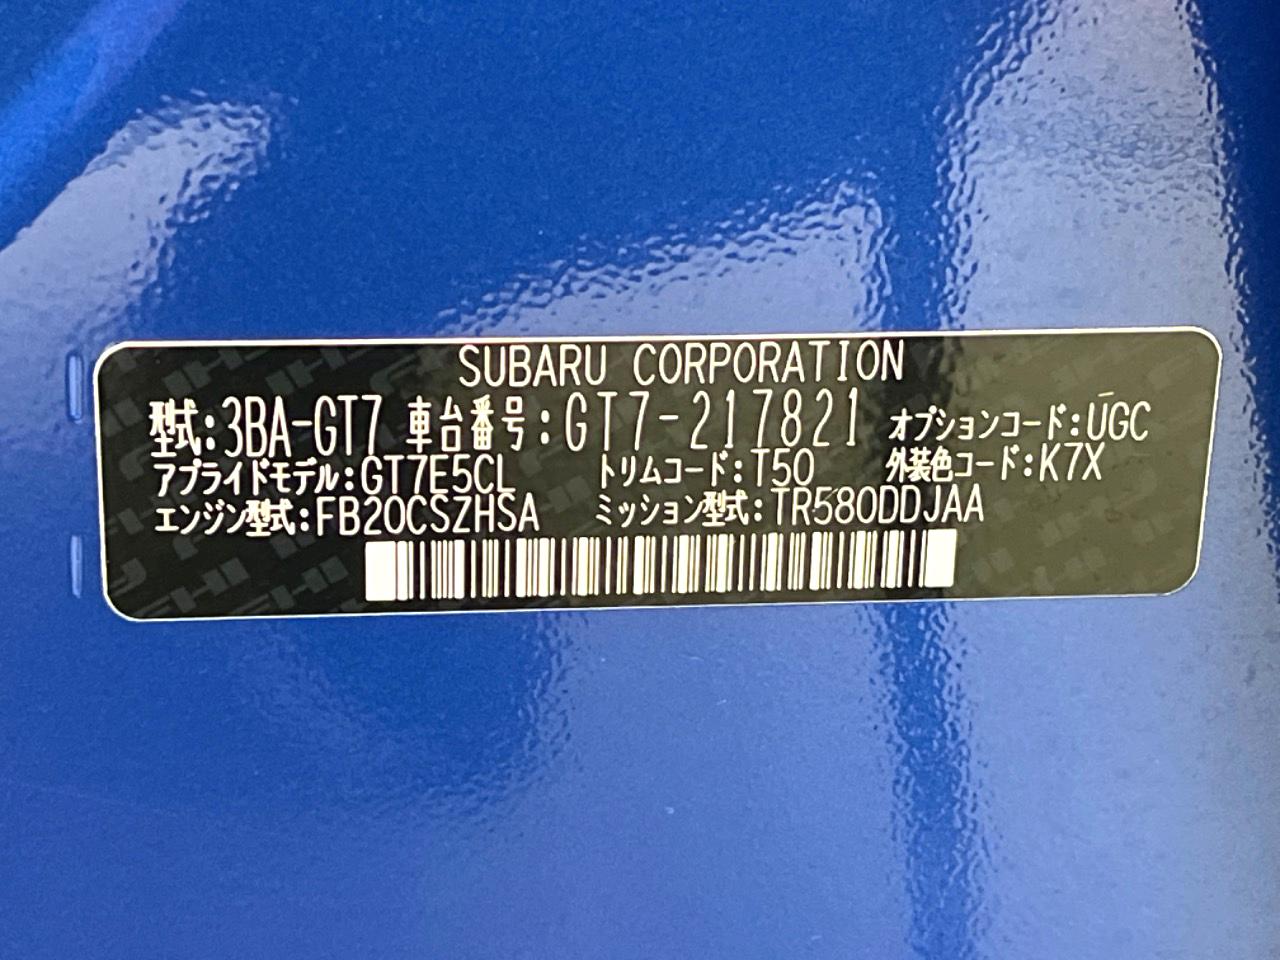 SUBARU CORPORATION
型式:3BA-GT7 車台番号:GT7-217821 オプションコード:UGC
アプライドモデル:GT7E5CL トリムコード:T50 外装色コード:K7X
エンジン型式:FB20CSZHSA ミッション型式:TR580DDJAA